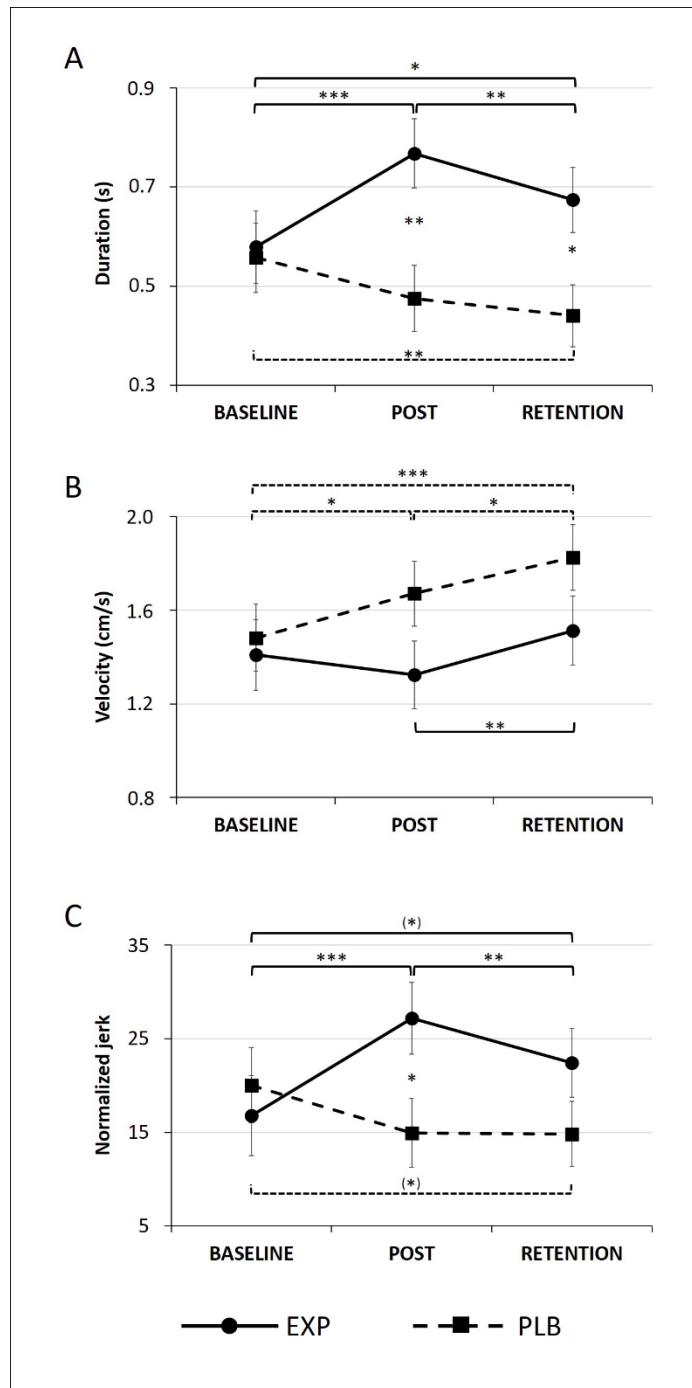 A
*
*** **
0.9
0.7
0.5
0.3
Duration (s)
**
*
**
BASELINE POST RETENTION
B
***
* *
2.0
1.6
1.2
0.8
Velocity (cm/s)
**
BASELINE POST RETENTION
C
(*)
*** **
35
25
15
5
Normalized jerk
*
(*)
BASELINE POST RETENTION
EXP PLB